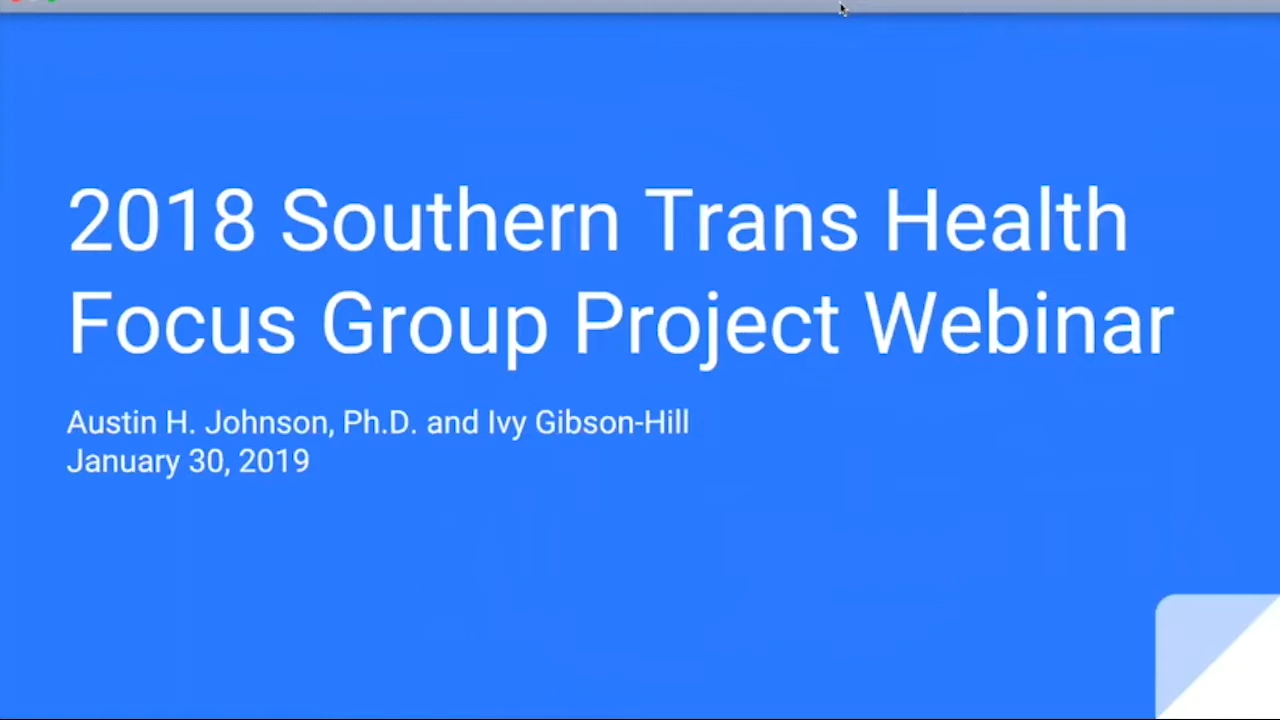 2018 Southern Trans Health
Focus Group Project Webinar
Austin H. Johnson, Ph.D. and Ivy Gibson-Hill
January 30, 2019